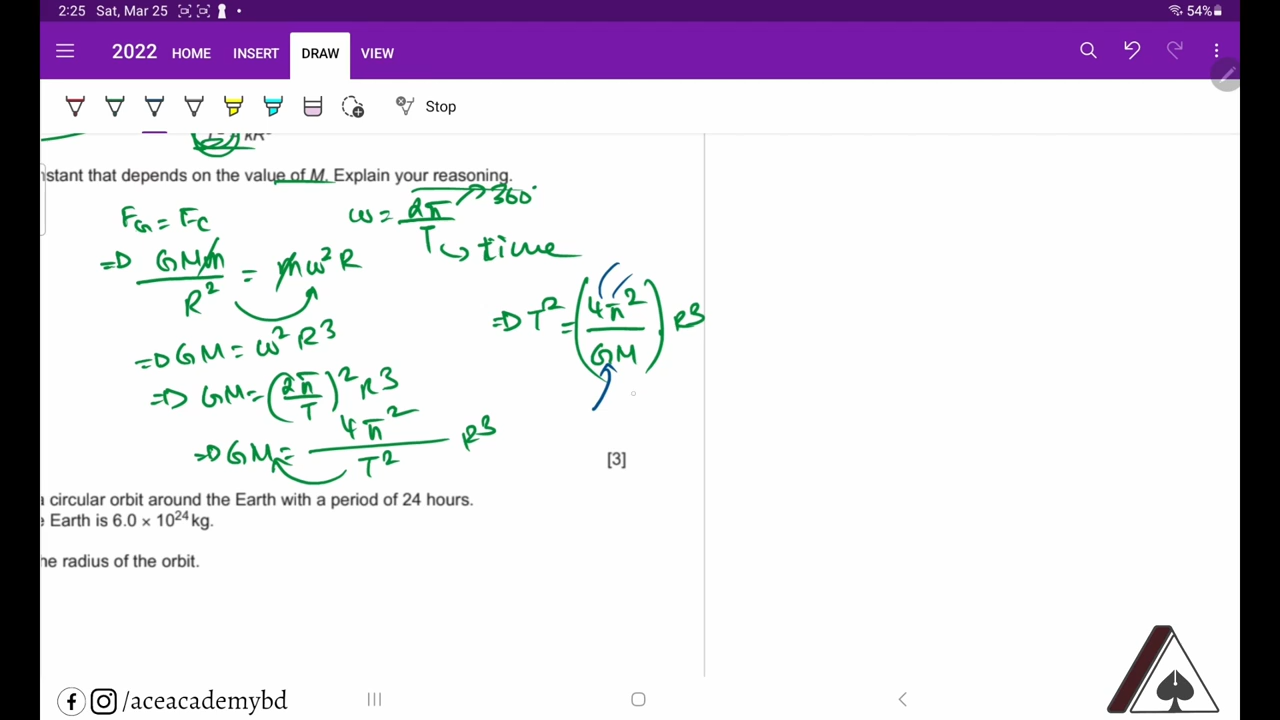 2:25 Sat, Mar 25 54%
2022 HOME INSERT DRAW VIEW
Stop
nstant that depends on the value of M. Explain your reasoning.
F_G = F_C
ω = 2π/T → 360°
T → time
⇒ GMm/R² = mω²R
⇒ GM = ω²R³
⇒ GM = (2π/T)² R³
⇒ GM = 4π²/T² R³
⇒ T² = (4π²/GM) R³
[3]
a circular orbit around the Earth with a period of 24 hours.
e Earth is 6.0 × 10²⁴ kg.
he radius of the orbit.
/aceacademybd